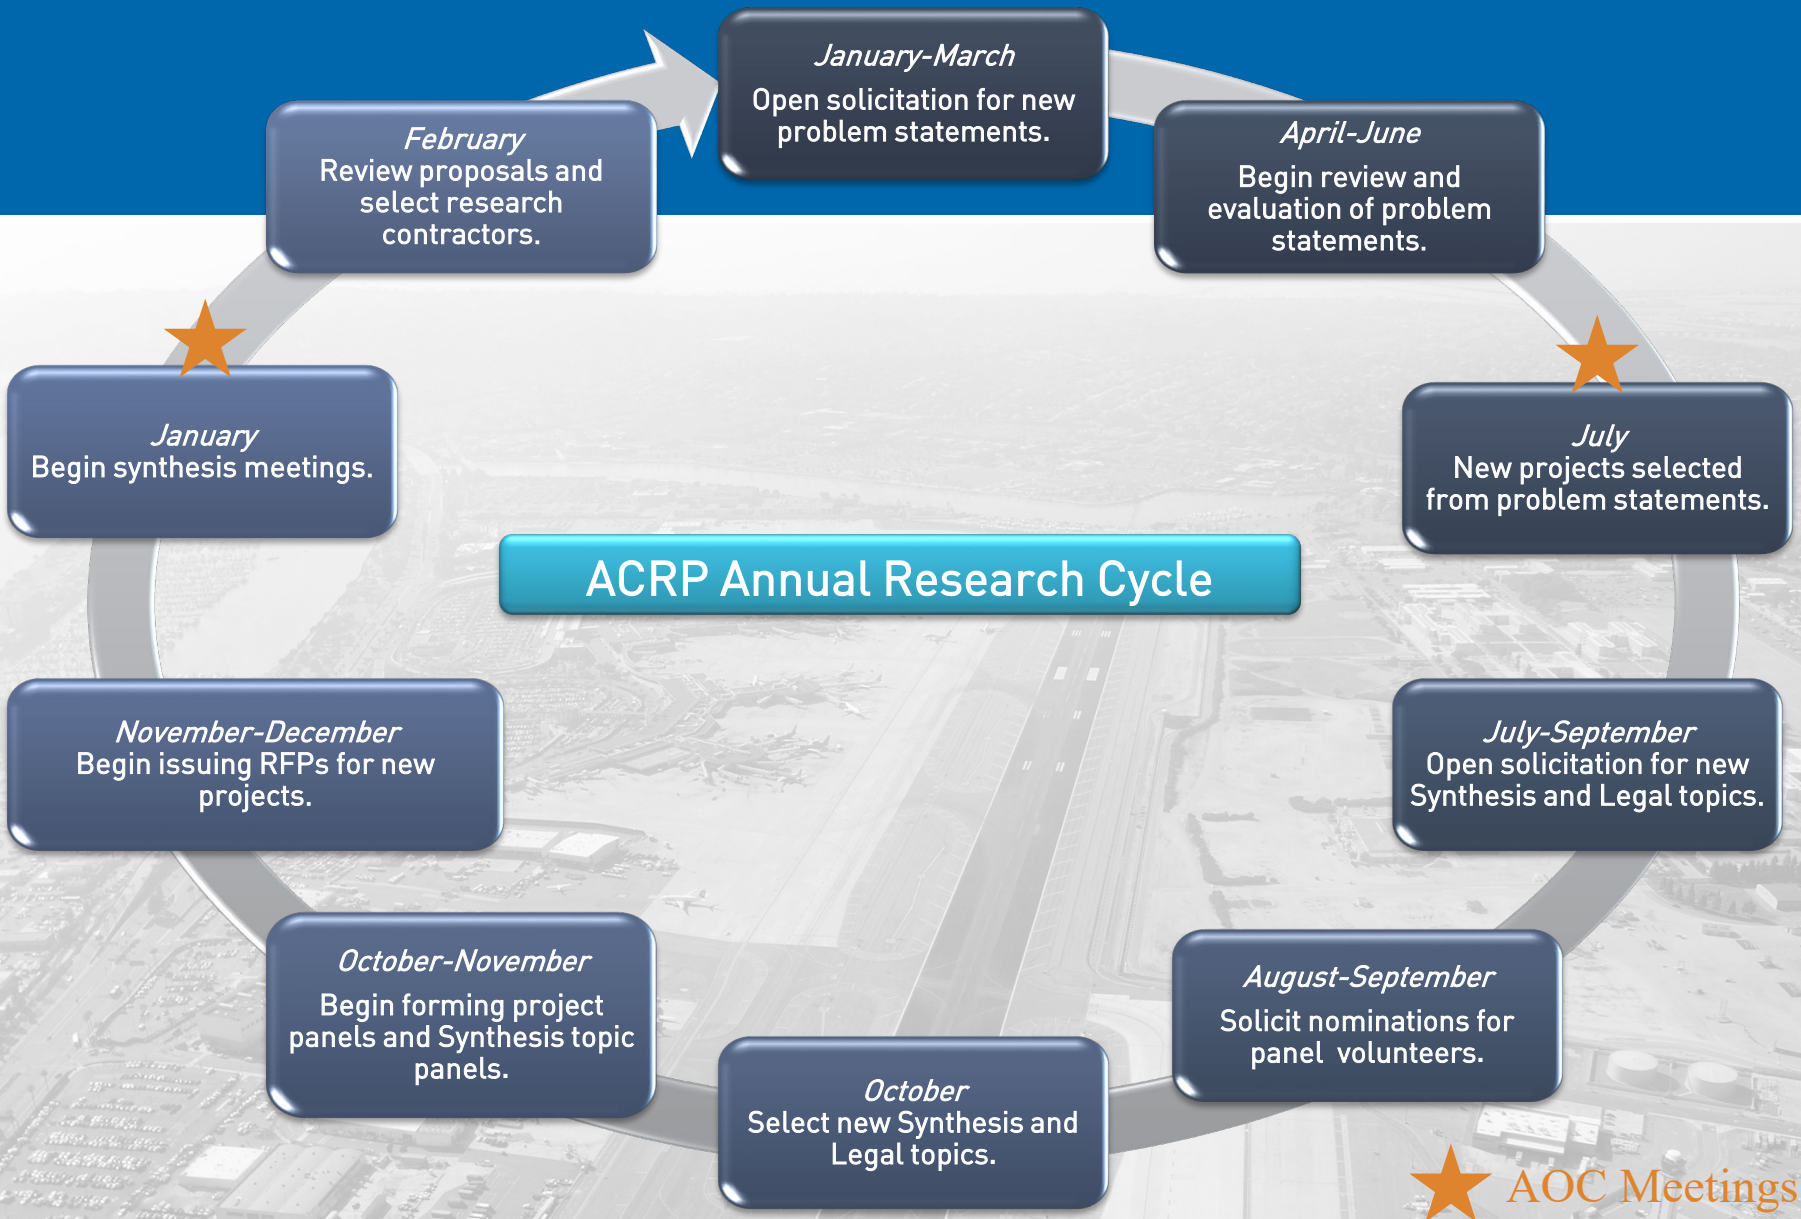 January-March
Open solicitation for new
problem statements.
April-June
Begin review and
evaluation of problem
statements.
July
New projects selected
from problem statements.
July-September
Open solicitation for new
Synthesis and Legal topics.
August-September
Solicit nominations for
panel volunteers.
October
Select new Synthesis and
Legal topics.
October-November
Begin forming project
panels and Synthesis topic
panels.
November-December
Begin issuing RFPs for new
projects.
January
Begin synthesis meetings.
February
Review proposals and
select research
contractors.
ACRP Annual Research Cycle
AOC Meetings